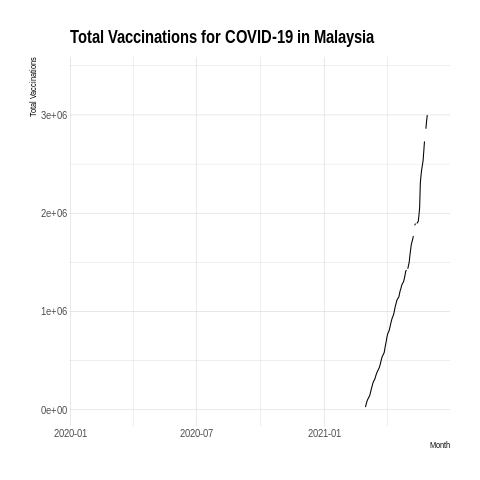 Total Vaccinations for COVID-19 in Malaysia
Total Vaccinations
3e+06
2e+06
1e+06
0e+00
2020-01 2020-07 2021-01
Month